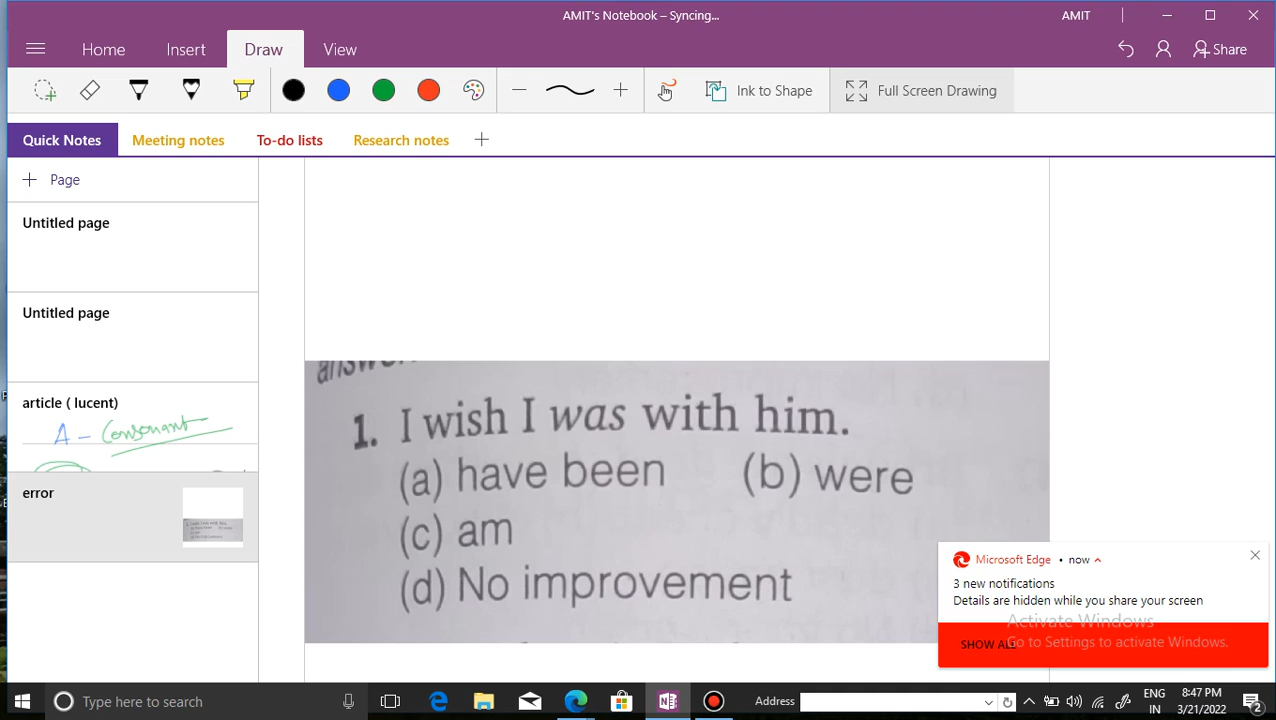 AMIT's Notebook – Syncing...
AMIT
Home Insert Draw View
Share
Ink to Shape Full Screen Drawing
Quick Notes Meeting notes To-do lists Research notes
Page
Untitled page
Untitled page
article ( lucent)
A – Consonant
error
1. I wish I was with him.
(a) have been (b) were
(c) am
(d) No improvement
Microsoft Edge • now
3 new notifications
Details are hidden while you share your screen
Activate Windows
Go to Settings to activate Windows.
SHOW ALL
Type here to search
Address
ENG
IN
8:47 PM
3/21/2022
2